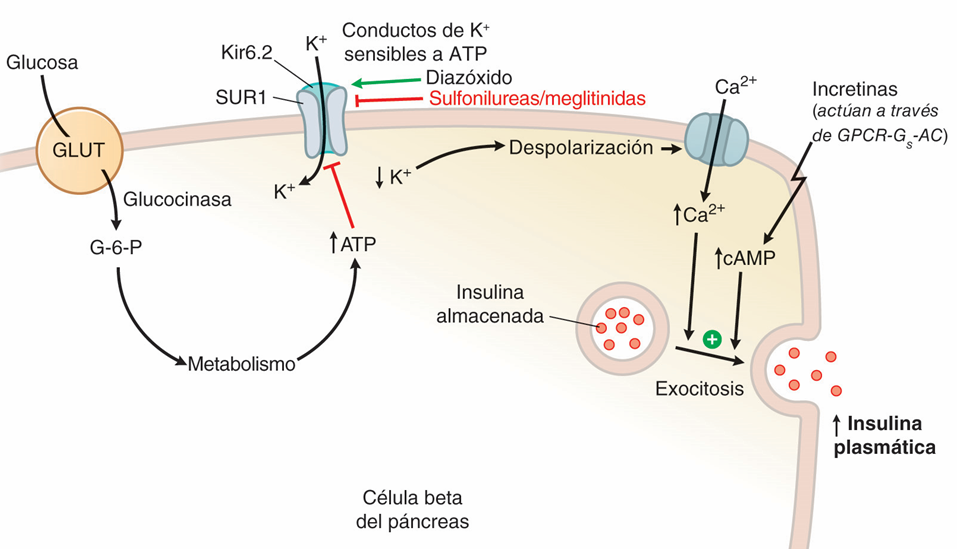 Glucosa
GLUT
Glucocinasa
G-6-P
Metabolismo
↑ATP
Kir6.2
SUR1
K⁺
K⁺
Conductos de K⁺
sensibles a ATP
Diazóxido
Sulfonilureas/meglitinidas
↓ K⁺
Despolarización
Ca²⁺
↑Ca²⁺
Incretinas
(actúan a través
de GPCR-Gₛ-AC)
↑cAMP
Insulina
almacenada
+
Exocitosis
↑ Insulina
plasmática
Célula beta
del páncreas